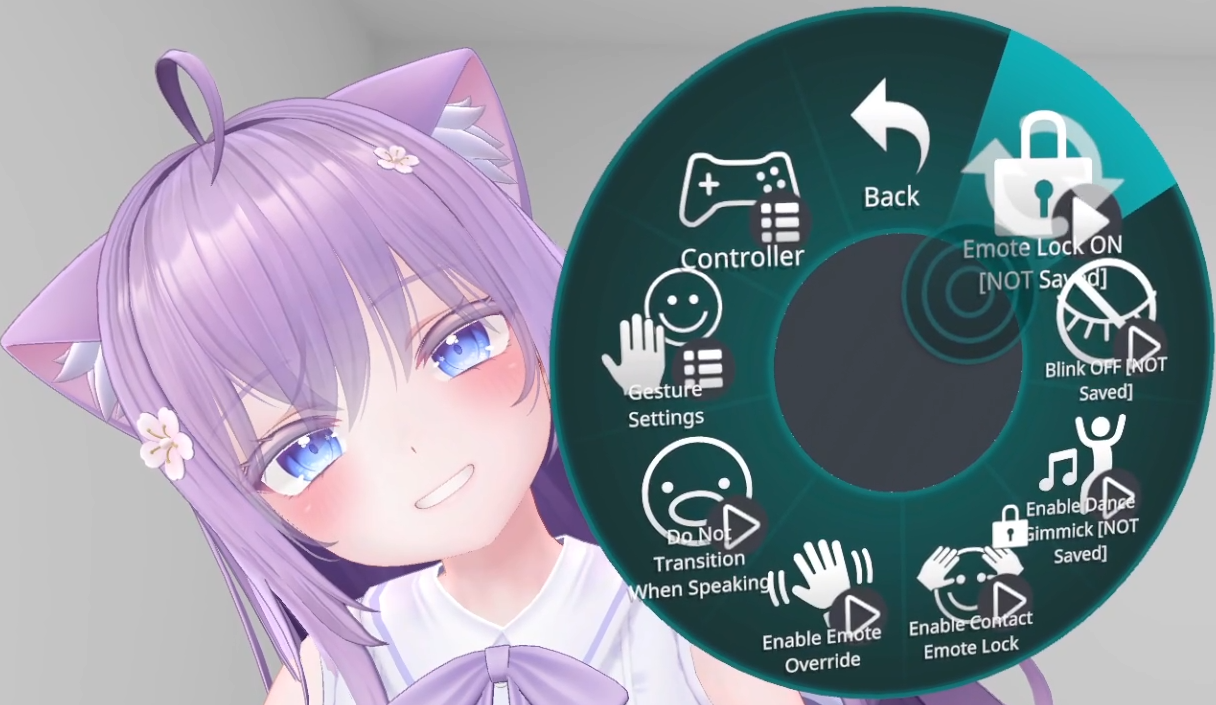 Back
Emote Lock ON
[NOT Saved]
Blink OFF [NOT
Saved]
Enable Dance
Gimmick [NOT
Saved]
Enable Contact
Emote Lock
Enable Emote
Override
Do Not
Transition
When Speaking
Gesture
Settings
Controller